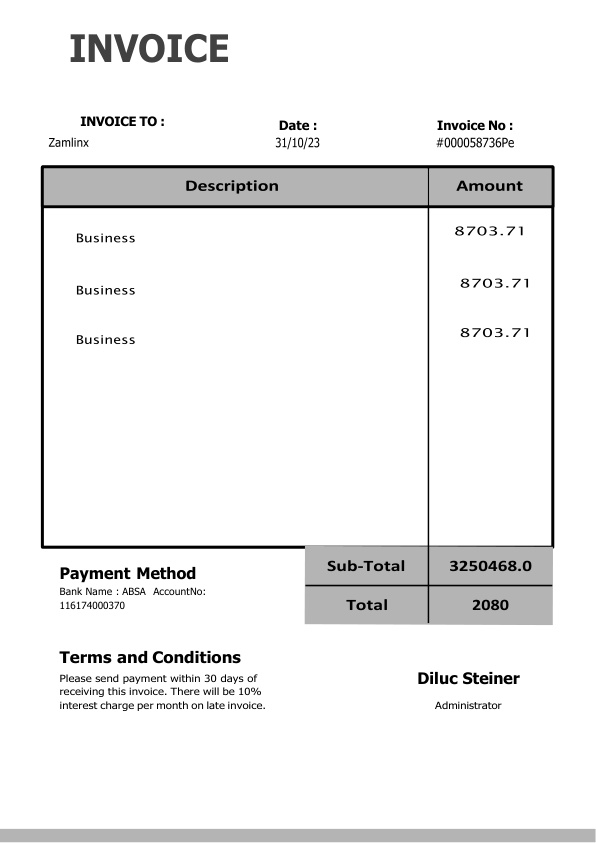 INVOICE
INVOICE TO :
Zamlinx
Date :
31/10/23
Invoice No :
#000058736Pe
Description Amount
Business 8703.71
Business 8703.71
Business 8703.71
Sub-Total 3250468.0
Total 2080
Payment Method
Bank Name : ABSA AccountNo:
116174000370
Terms and Conditions
Please send payment within 30 days of
receiving this invoice. There will be 10%
interest charge per month on late invoice.
Diluc Steiner
Administrator